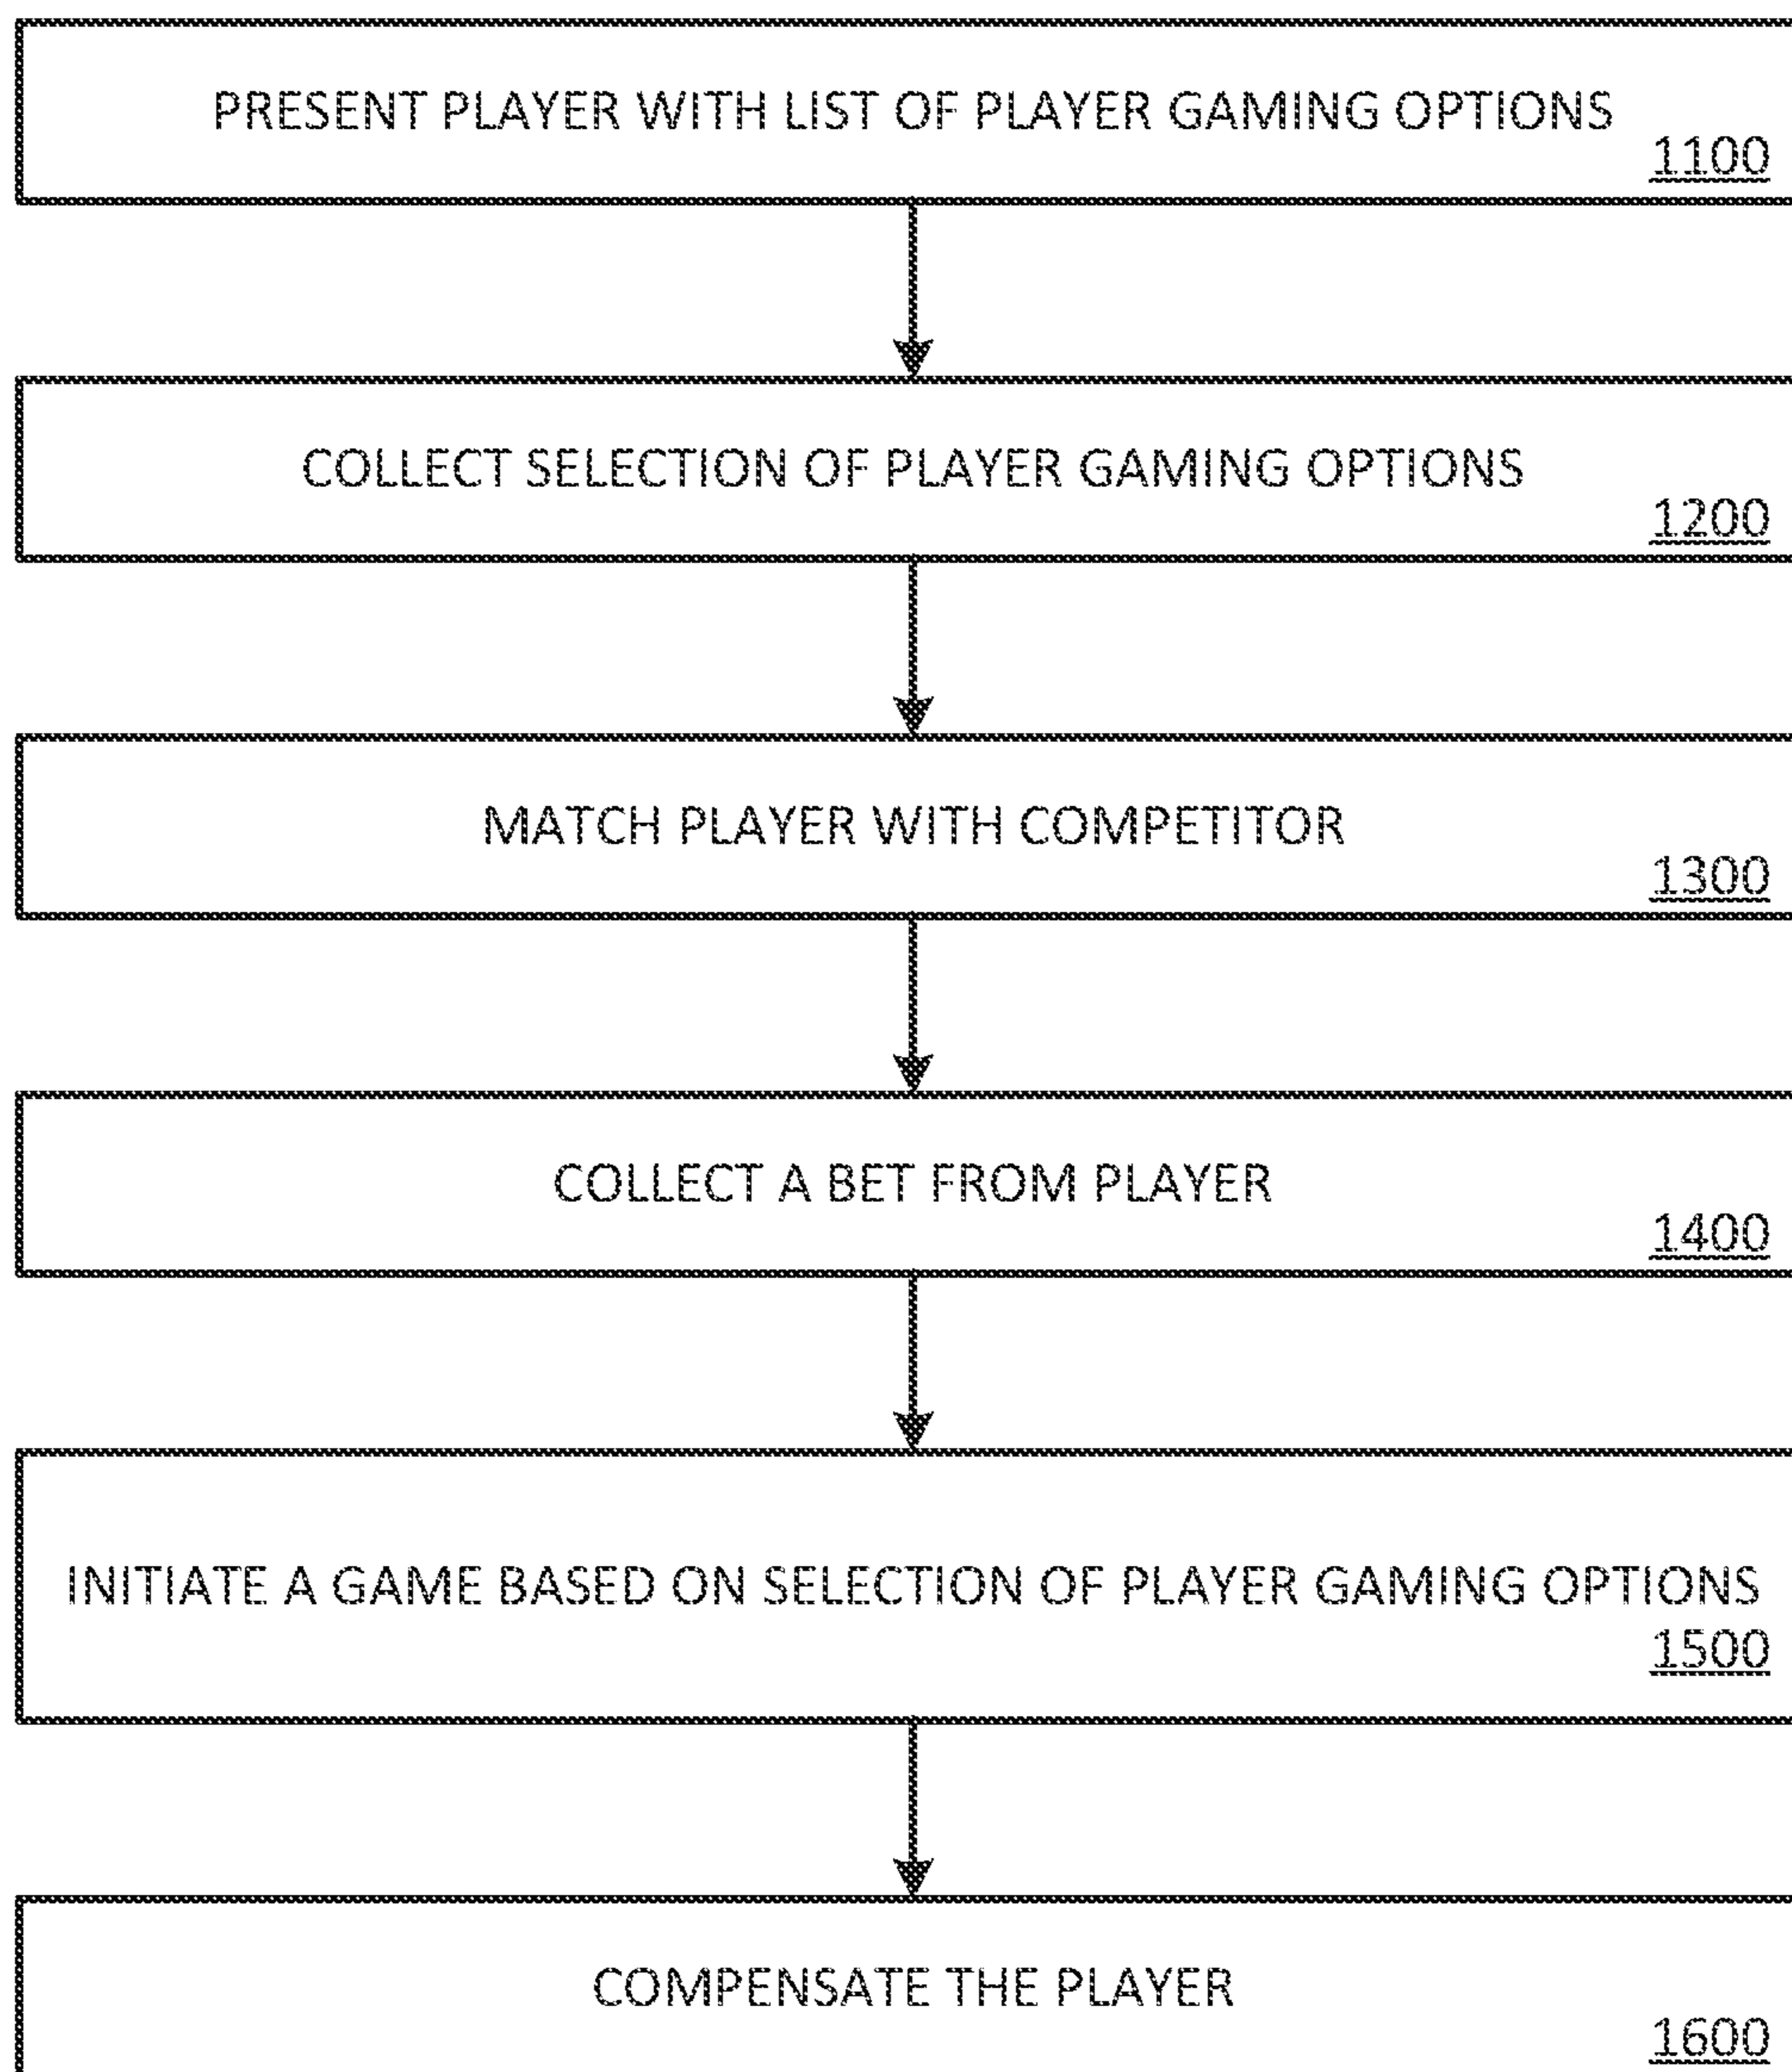 PRESENT PLAYER WITH LIST OF PLAYER GAMING OPTIONS
1100
COLLECT SELECTION OF PLAYER GAMING OPTIONS
1200
MATCH PLAYER WITH COMPETITOR
1300
COLLECT A BET FROM PLAYER
1400
INITIATE A GAME BASED ON SELECTION OF PLAYER GAMING OPTIONS
1500
COMPENSATE THE PLAYER
1600